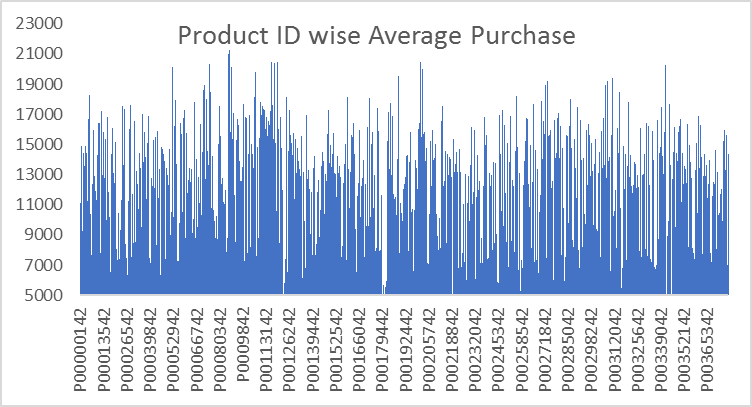 Product ID wise Average Purchase
23000
21000
19000
17000
15000
13000
11000
9000
7000
5000
P00000142
P00013542
P00026542
P00039842
P00052942
P00066742
P00080342
P0009842
P00113142
P00126242
P00139442
P00152542
P00166042
P00179442
P00192442
P00205742
P00218842
P00232042
P00245342
P00258542
P00271842
P00285042
P00298242
P00312042
P00325642
P00339042
P00352142
P00365342